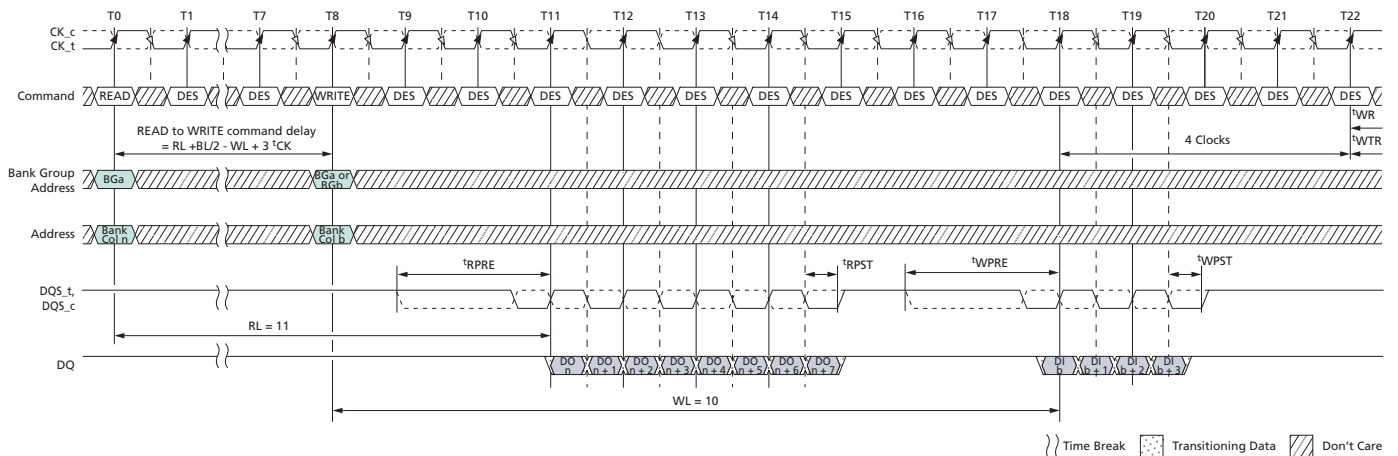 T0 T1 T7 T8 T9 T10 T11 T12 T13 T14 T15 T16 T17 T18 T19 T20 T21 T22
CK_c
CK_t
Command READ DES DES WRITE DES DES DES DES DES DES DES DES DES DES DES DES DES DES
READ to WRITE command delay
= RL +BL/2 - WL + 3 tCK
4 Clocks
tWR
tWTR
Bank Group
Address
BGa
BGa or
BGb
Address
Bank
Col n
Bank
Col b
tRPRE tRPST tWPRE tWPST
DQS_t,
DQS_c
RL = 11
DQ
DO
n
DO
n + 1
DO
n + 2
DO
n + 3
DO
n + 4
DO
n + 5
DO
n + 6
DO
n + 7
DI
b
DI
b + 1
DI
b + 2
DI
b + 3
WL = 10
Time Break Transitioning Data Don't Care